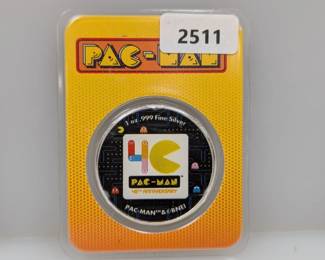 PAC-MAN
2511
1 oz .999 Fine Silver
40
PAC-MAN
40TH ANNIVERSARY
PAC-MAN™&©BNEI